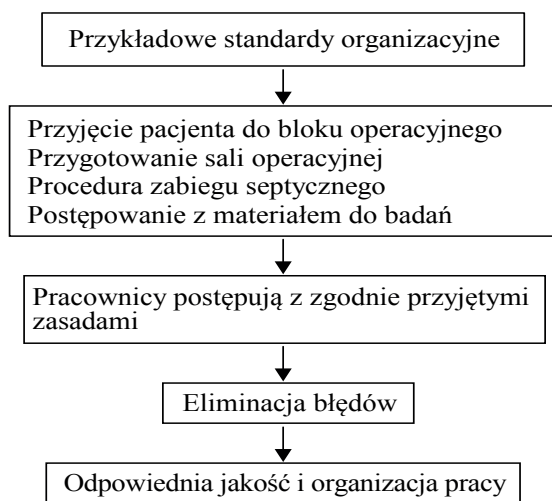 Przykładowe standardy organizacyjne
Przyjęcie pacjenta do bloku operacyjnego
Przygotowanie sali operacyjnej
Procedura zabiegu septycznego
Postępowanie z materiałem do badań
Pracownicy postępują z zgodnie przyjętymi
zasadami
Eliminacja błędów
Odpowiednia jakość i organizacja pracy